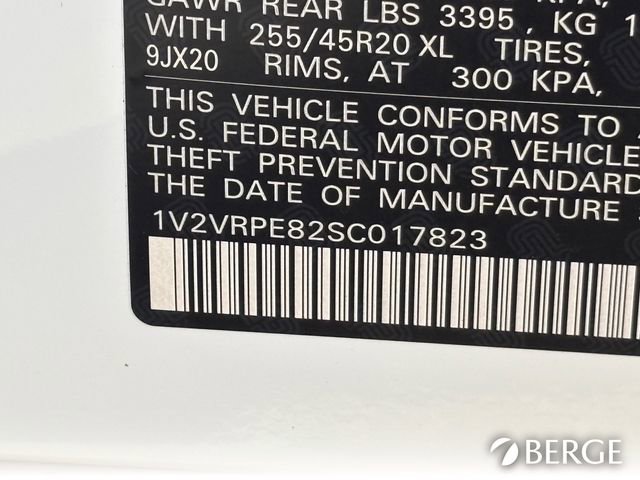 GAWR REAR LBS 3395, KG 1
WITH 255/45R20 XL TIRES,
9JX20 RIMS, AT 300 KPA,
THIS VEHICLE CONFORMS TO
U.S. FEDERAL MOTOR VEHICLE
THEFT PREVENTION STANDARD
THE DATE OF MANUFACTURE
1V2VRPE82SC017823
BERGE